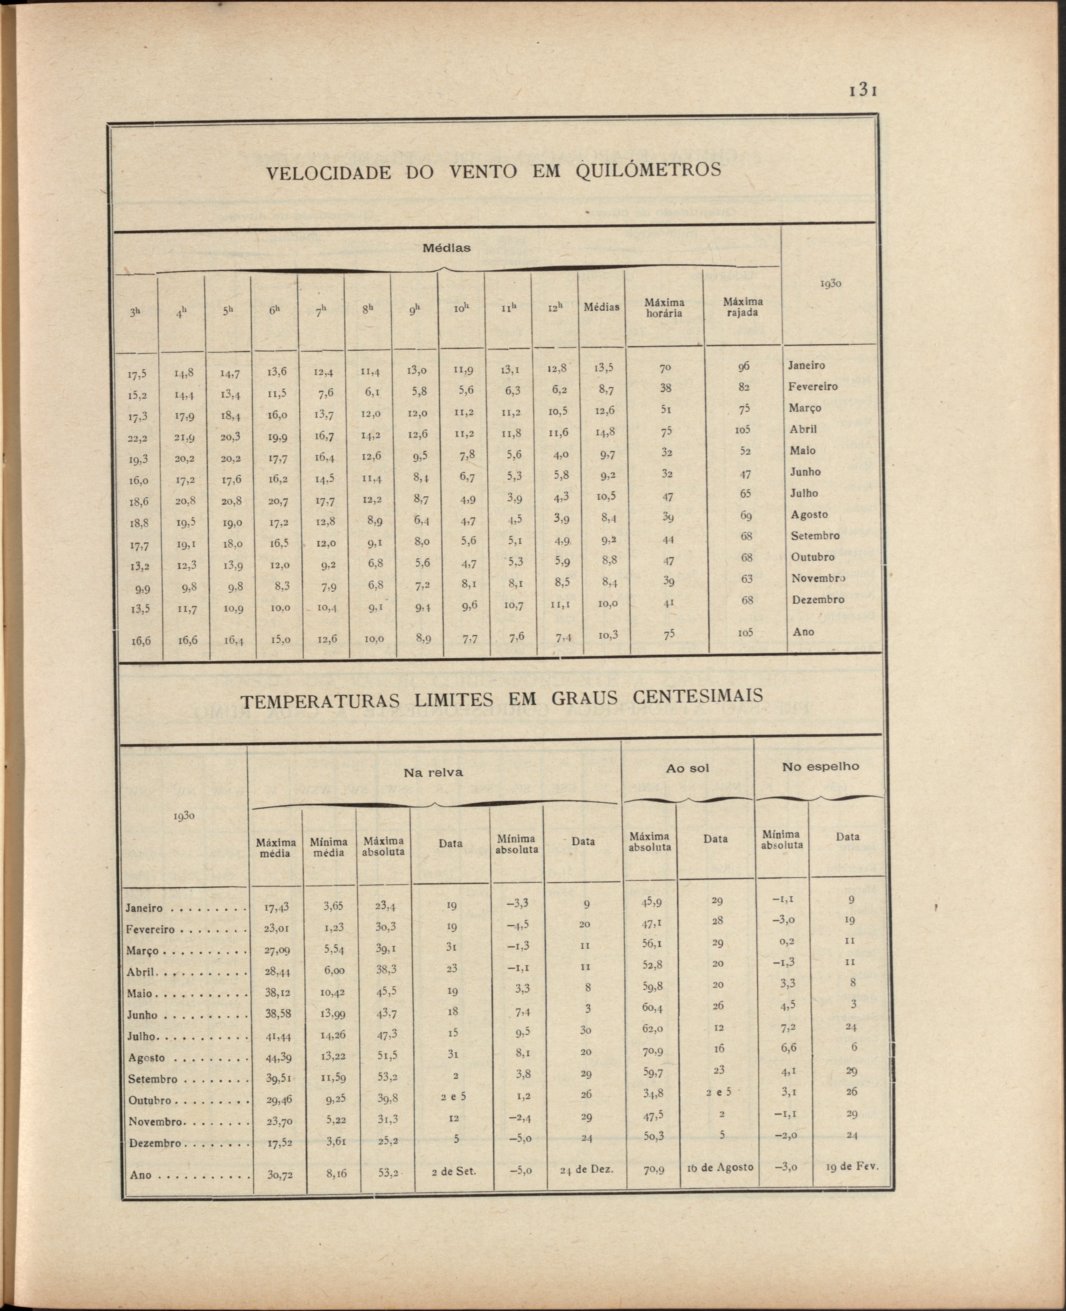 131
VELOCIDADE DO VENTO EM QUILÓMETROS
Médias
1930
3h 4h 5h 6h 7h 8h 9h 10h 11h 12h Médias Máxima horária Máxima rajada
17,5 14,8 14,7 13,6 12,4 11,4 13,0 11,9 13,1 12,8 13,5 70 96 Janeiro
15,2 14,4 13,4 11,5 7,6 6,1 5,8 5,6 6,3 6,2 8,7 38 82 Fevereiro
17,3 17,9 18,4 16,0 13,7 12,0 12,0 11,2 11,2 10,5 12,6 51 75 Março
22,2 21,9 20,3 19,9 16,7 14,2 12,6 11,2 11,8 11,6 14,8 75 105 Abril
19,3 20,2 20,2 17,7 16,4 12,6 9,5 7,8 5,6 4,0 9,7 32 52 Maio
16,0 17,2 17,6 16,2 14,5 11,4 8,4 6,7 5,3 5,8 9,2 32 47 Junho
18,6 20,8 20,8 20,7 17,7 12,2 8,7 4,9 3,9 4,3 10,5 47 65 Julho
18,8 19,5 19,0 17,2 12,8 8,9 6,4 4,7 4,5 3,9 8,4 39 69 Agosto
17,7 19,1 18,0 16,5 12,0 9,1 8,0 5,6 5,1 4,9 9,2 44 68 Setembro
13,2 12,3 13,9 12,0 9,2 6,8 5,6 4,7 5,3 5,9 8,8 47 68 Outubro
9,9 9,8 9,8 8,3 7,9 6,8 7,2 8,1 8,1 8,5 8,4 39 63 Novembro
13,5 11,7 10,9 10,0 10,4 9,1 9,4 9,6 10,7 11,1 10,0 41 68 Dezembro
16,6 16,6 16,4 15,0 12,6 10,0 8,9 7,7 7,6 7,4 10,3 75 105 Ano
TEMPERATURAS LIMITES EM GRAUS CENTESIMAIS
1930 Na relva Ao sol No espelho
Máxima média Mínima média Máxima absoluta Data Mínima absoluta Data Máxima absoluta Data Mínima absoluta Data
Janeiro . . . . . . . . . 17,43 3,65 23,4 19 –3,3 9 45,9 29 –1,1 9
Fevereiro . . . . . . . . 23,01 1,23 30,3 19 –4,5 20 47,1 28 –3,0 19
Março . . . . . . . . . . 27,09 5,54 39,1 31 –1,3 11 56,1 29 0,2 11
Abril. . . . . . . . . . . 28,44 6,00 38,3 23 –1,1 11 52,8 20 –1,3 11
Maio. . . . . . . . . . . 38,12 10,42 45,5 19 3,3 8 59,8 20 3,3 8
Junho . . . . . . . . . . 38,58 13,99 43,7 18 7,4 3 60,4 26 4,5 3
Julho. . . . . . . . . . . 41,44 14,26 47,3 15 9,5 30 62,0 12 7,2 24
Agosto . . . . . . . . . 44,39 13,22 51,5 31 8,1 20 70,9 16 6,6 6
Setembro . . . . . . . . 39,51 11,59 53,2 2 3,8 29 59,7 23 4,1 29
Outubro . . . . . . . . . 29,46 9,25 39,8 2 e 5 1,2 26 34,8 2 e 5 3,1 26
Novembro. . . . . . . . 23,70 5,22 31,3 12 –2,4 29 47,5 2 –1,1 29
Dezembro. . . . . . . . 17,52 3,61 25,2 5 –5,0 24 50,3 5 –2,0 24
Ano . . . . . . . . . . . 30,72 8,16 53,2 2 de Set. –5,0 24 de Dez. 70,9 16 de Agosto –3,0 19 de Fev.